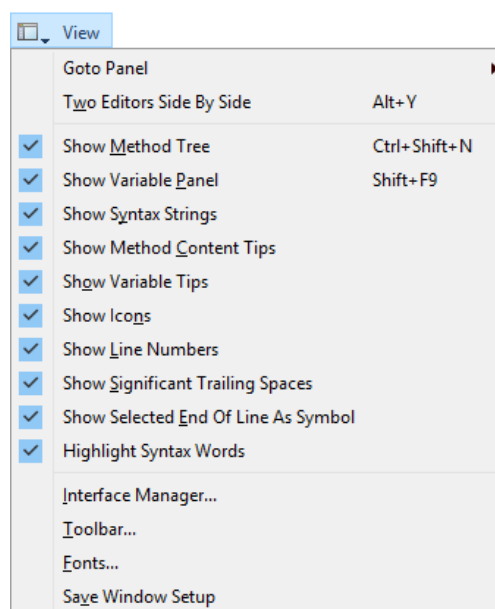 View
Goto Panel
Two Editors Side By Side Alt+Y
Show Method Tree Ctrl+Shift+N
Show Variable Panel Shift+F9
Show Syntax Strings
Show Method Content Tips
Show Variable Tips
Show Icons
Show Line Numbers
Show Significant Trailing Spaces
Show Selected End Of Line As Symbol
Highlight Syntax Words
Interface Manager...
Toolbar...
Fonts...
Save Window Setup